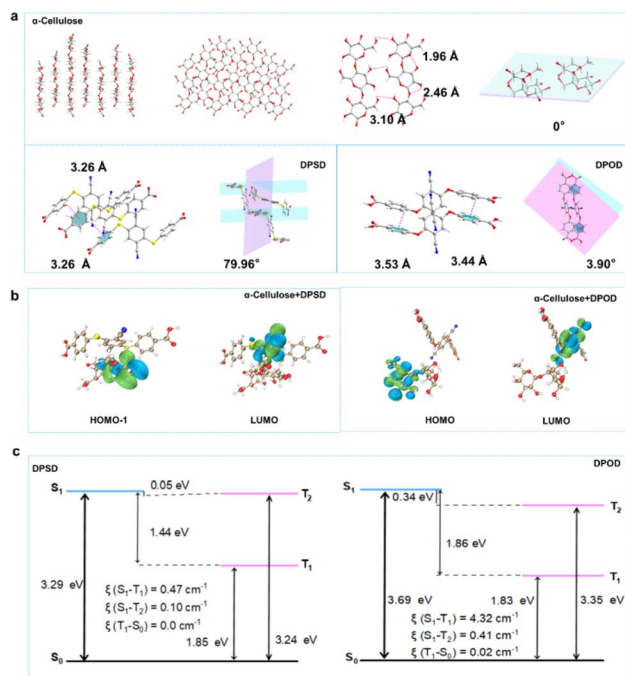 a
α-Cellulose
1.96 Å
2.46 Å
3.10 Å
0°
DPSD
3.26 Å
3.26 Å
79.96°
DPOD
3.53 Å
3.44 Å
3.90°
b
α-Cellulose+DPSD
HOMO-1
LUMO
α-Cellulose+DPOD
HOMO
LUMO
c
DPSD
S₁
0.05 eV
T₂
1.44 eV
T₁
3.29 eV
ξ (S₁-T₁) = 0.47 cm⁻¹
ξ (S₁-T₂) = 0.10 cm⁻¹
ξ (T₁-S₀) = 0.0 cm⁻¹
1.85 eV
3.24 eV
S₀
DPOD
S₁
0.34 eV
T₂
1.86 eV
T₁
3.69 eV
1.83 eV
3.35 eV
ξ (S₁-T₁) = 4.32 cm⁻¹
ξ (S₁-T₂) = 0.41 cm⁻¹
ξ (T₁-S₀) = 0.02 cm⁻¹
S₀